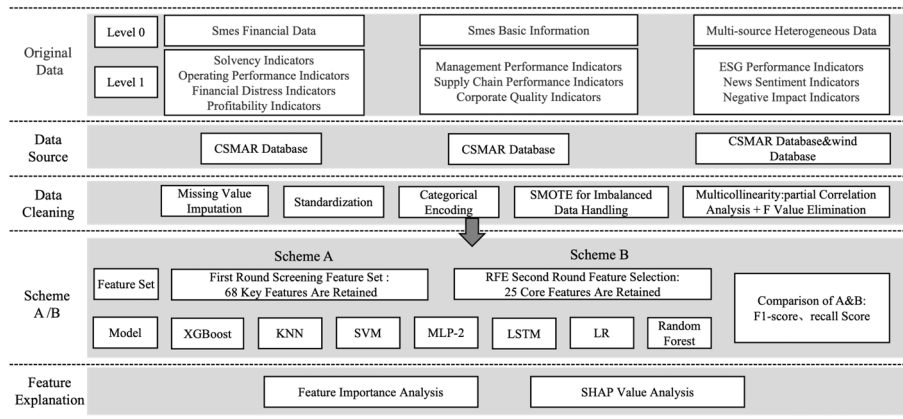 Original
Data
Level 0
Smes Financial Data
Smes Basic Information
Multi-source Heterogeneous Data
Level 1
Solvency Indicators
Operating Performance Indicators
Financial Distress Indicators
Profitability Indicators
Management Performance Indicators
Supply Chain Performance Indicators
Corporate Quality Indicators
ESG Performance Indicators
News Sentiment Indicators
Negative Impact Indicators
Data
Source
CSMAR Database
CSMAR Database
CSMAR Database&wind
Database
Data
Cleaning
Missing Value
Imputation
Standardization
Categorical
Encoding
SMOTE for Imbalanced
Data Handling
Multicollinearity:partial Correlation
Analysis + F Value Elimination
Scheme
A /B
Scheme A
Scheme B
Feature Set
First Round Screening Feature Set :
68 Key Features Are Retained
RFE Second Round Feature Selection:
25 Core Features Are Retained
Comparison of A&B:
F1-score、recall Score
Model
XGBoost
KNN
SVM
MLP-2
LSTM
LR
Random
Forest
Feature
Explanation
Feature Importance Analysis
SHAP Value Analysis